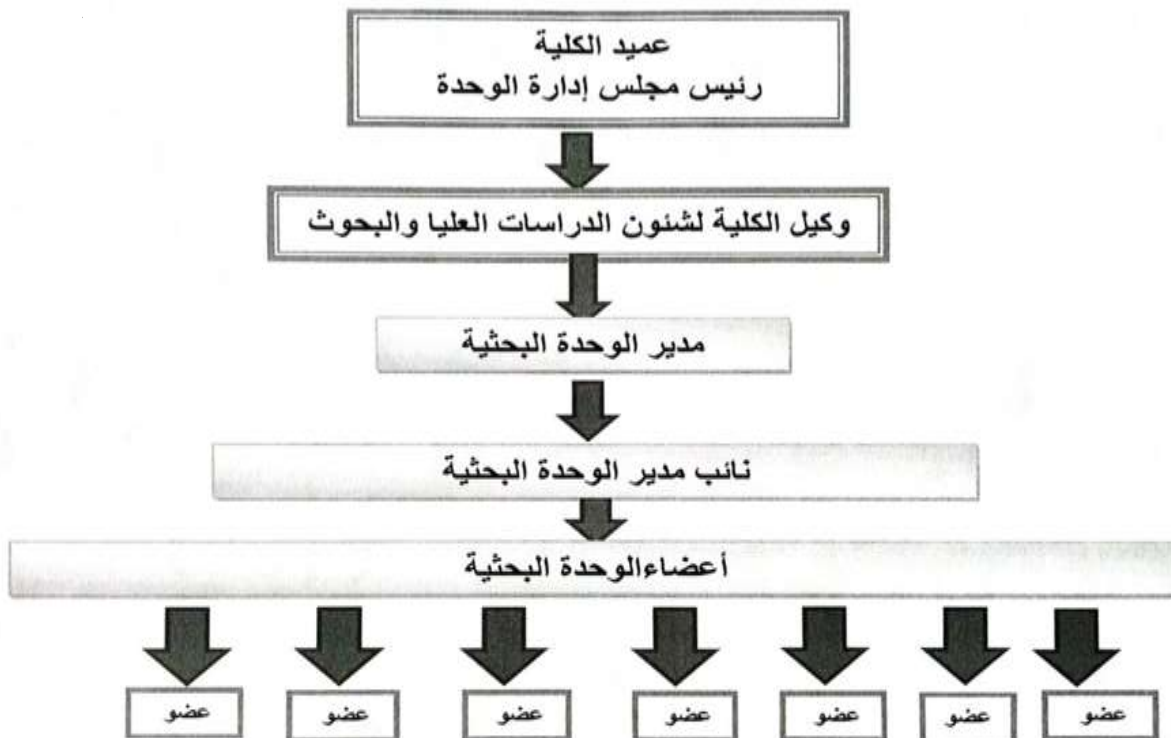 عميد الكلية
رئيس مجلس إدارة الوحدة
وكيل الكلية لشئون الدراسات العليا والبحوث
مدير الوحدة البحثية
نائب مدير الوحدة البحثية
أعضاءالوحدة البحثية
عضو
عضو
عضو
عضو
عضو
عضو
عضو